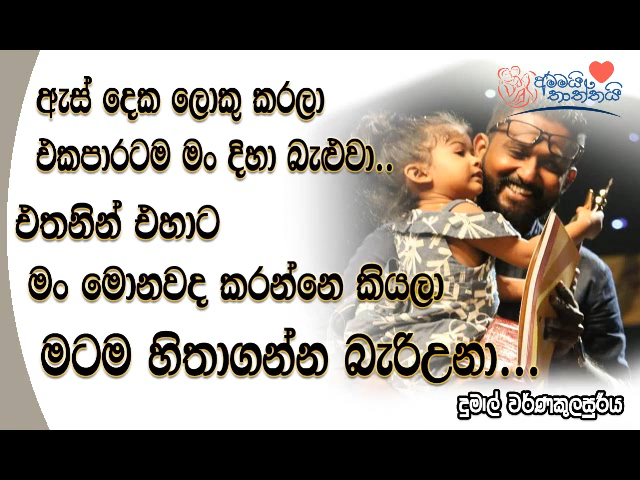 අම්මයි
තාත්තයි
ඇස් දෙක ලොකු කරලා
එකපාරටම මං දිහා බැළුවා..
එතනින් එහාට
මං මොනවද කරන්නෙ කියලා
මටම හිතාගන්න බැරිඋනා...
දුමාල් වර්ණකුලසුරිය